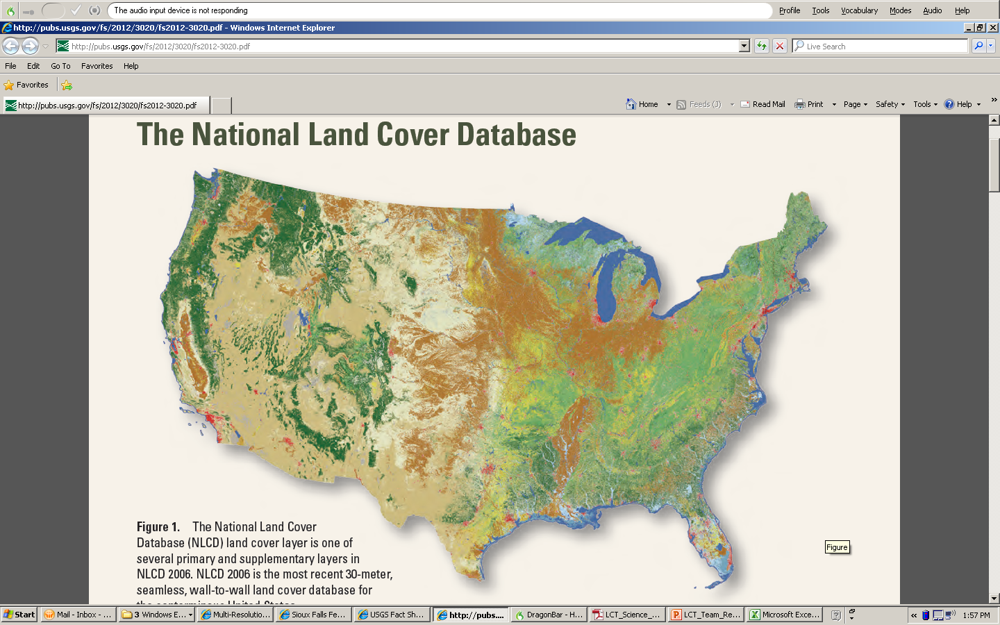 The audio input device is not responding
Profile Tools Vocabulary Modes Audio Help
http://pubs.usgs.gov/fs/2012/3020/fs2012-3020.pdf - Windows Internet Explorer
http://pubs.usgs.gov/fs/2012/3020/fs2012-3020.pdf
Live Search
File Edit Go To Favorites Help
Favorites
http://pubs.usgs.gov/fs/2012/3020/fs2012-3020.pdf
Home Feeds (J) Read Mail Print Page Safety Tools Help »
The National Land Cover Database
Figure 1. The National Land Cover
Database (NLCD) land cover layer is one of
several primary and supplementary layers in
NLCD 2006. NLCD 2006 is the most recent 30-meter,
seamless, wall-to-wall land cover database for
the conterminous United States.
Figure
Start Mail - Inbox - ... 3 Windows E... Multi-Resolutio... Sioux Falls Fe... USGS Fact Sh... http://pubs.... DragonBar - H... LCT_Science_... LCT_Team_Re... Microsoft Exce... « 1:57 PM